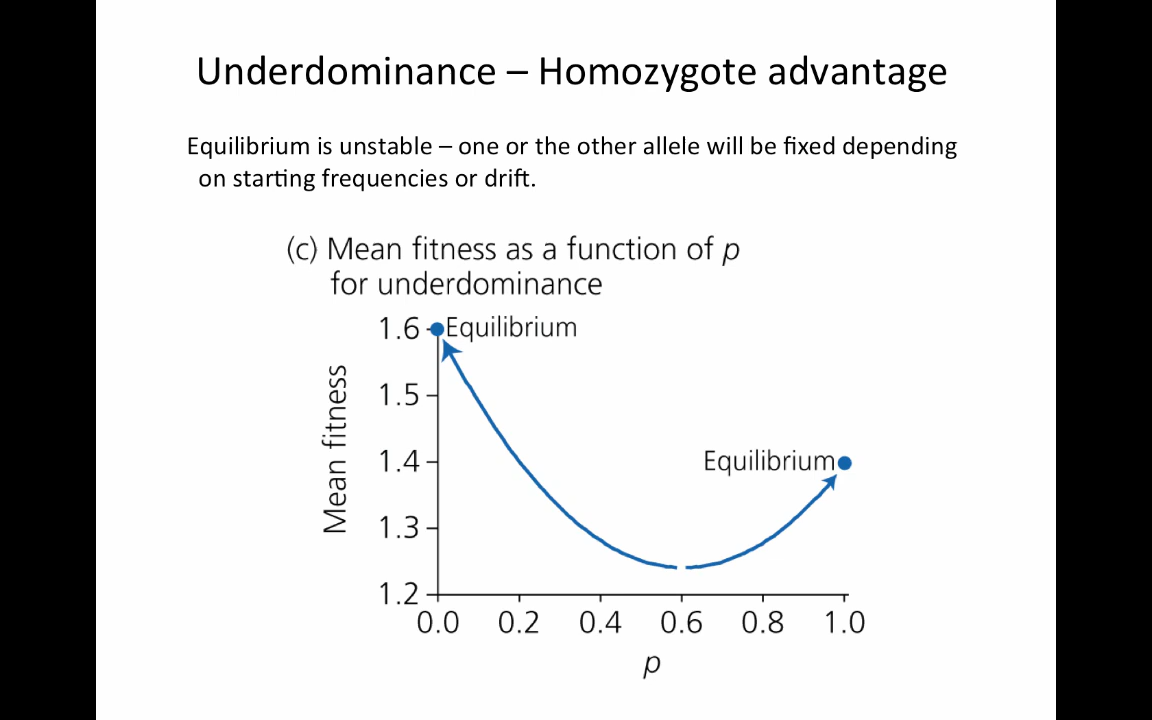 Underdominance – Homozygote advantage
Equilibrium is unstable – one or the other allele will be fixed depending
on starting frequencies or drift.
(c) Mean fitness as a function of p
for underdominance
1.6
Equilibrium
1.5
1.4
Equilibrium
1.3
1.2
Mean fitness
0.0 0.2 0.4 0.6 0.8 1.0
p